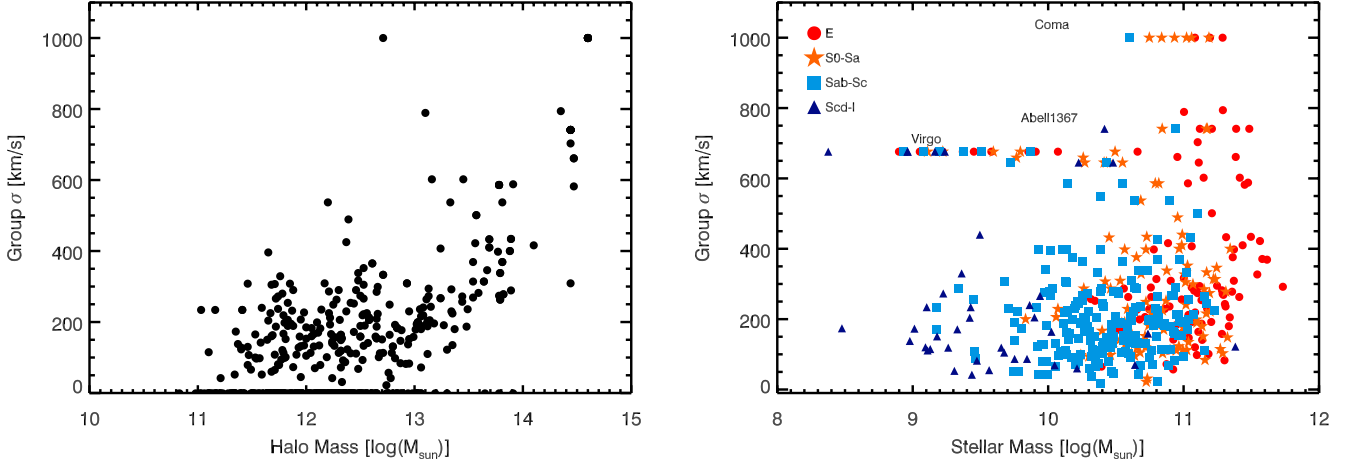 1000
800
600
400
200
0
Group σ [km/s]
10 11 12 13 14 15
Halo Mass [log(M_sun)]
1000
800
600
400
200
0
Group σ [km/s]
E
S0-Sa
Sab-Sc
Scd-I
Coma
Abell1367
Virgo
8 9 10 11 12
Stellar Mass [log(M_sun)]